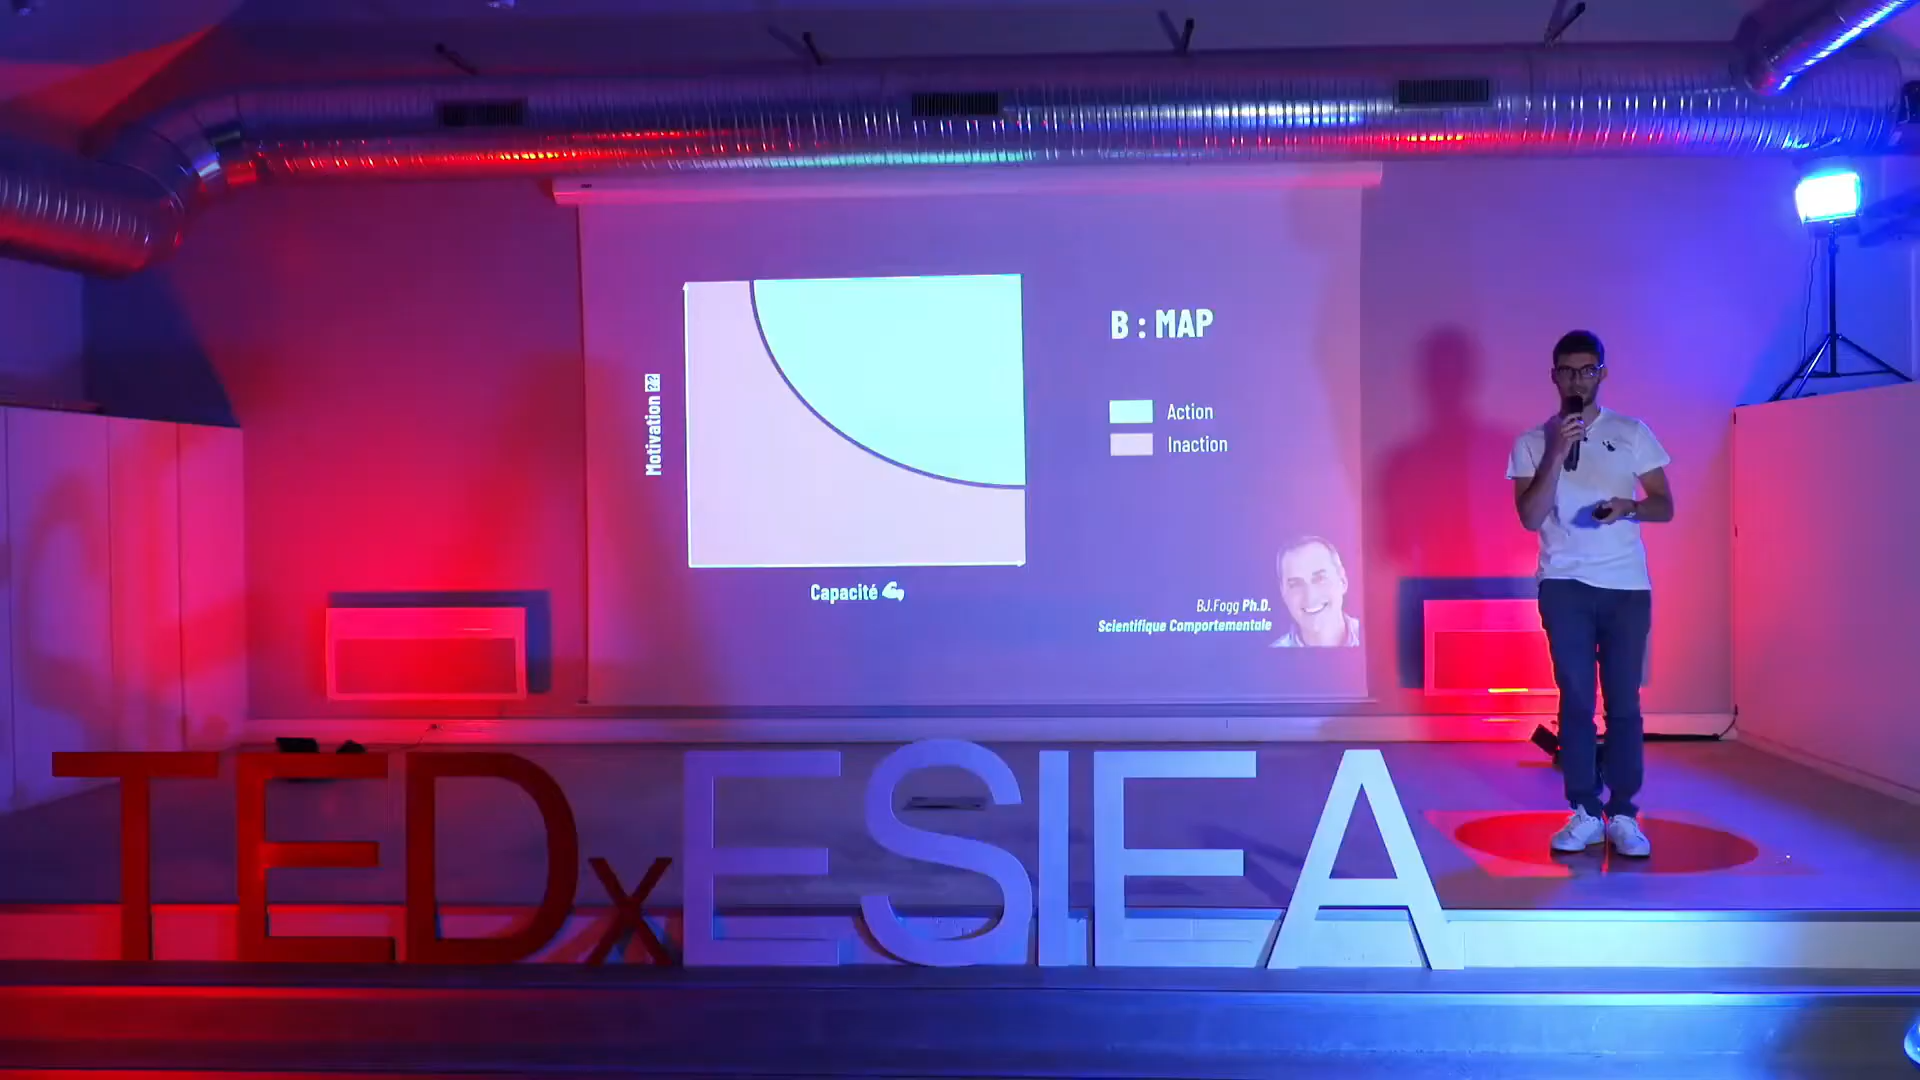 Motivation ??
B : MAP
Action
Inaction
Capacité 💪
BJ.Fogg Ph.D.
Scientifique Comportementale
TEDxESIEA